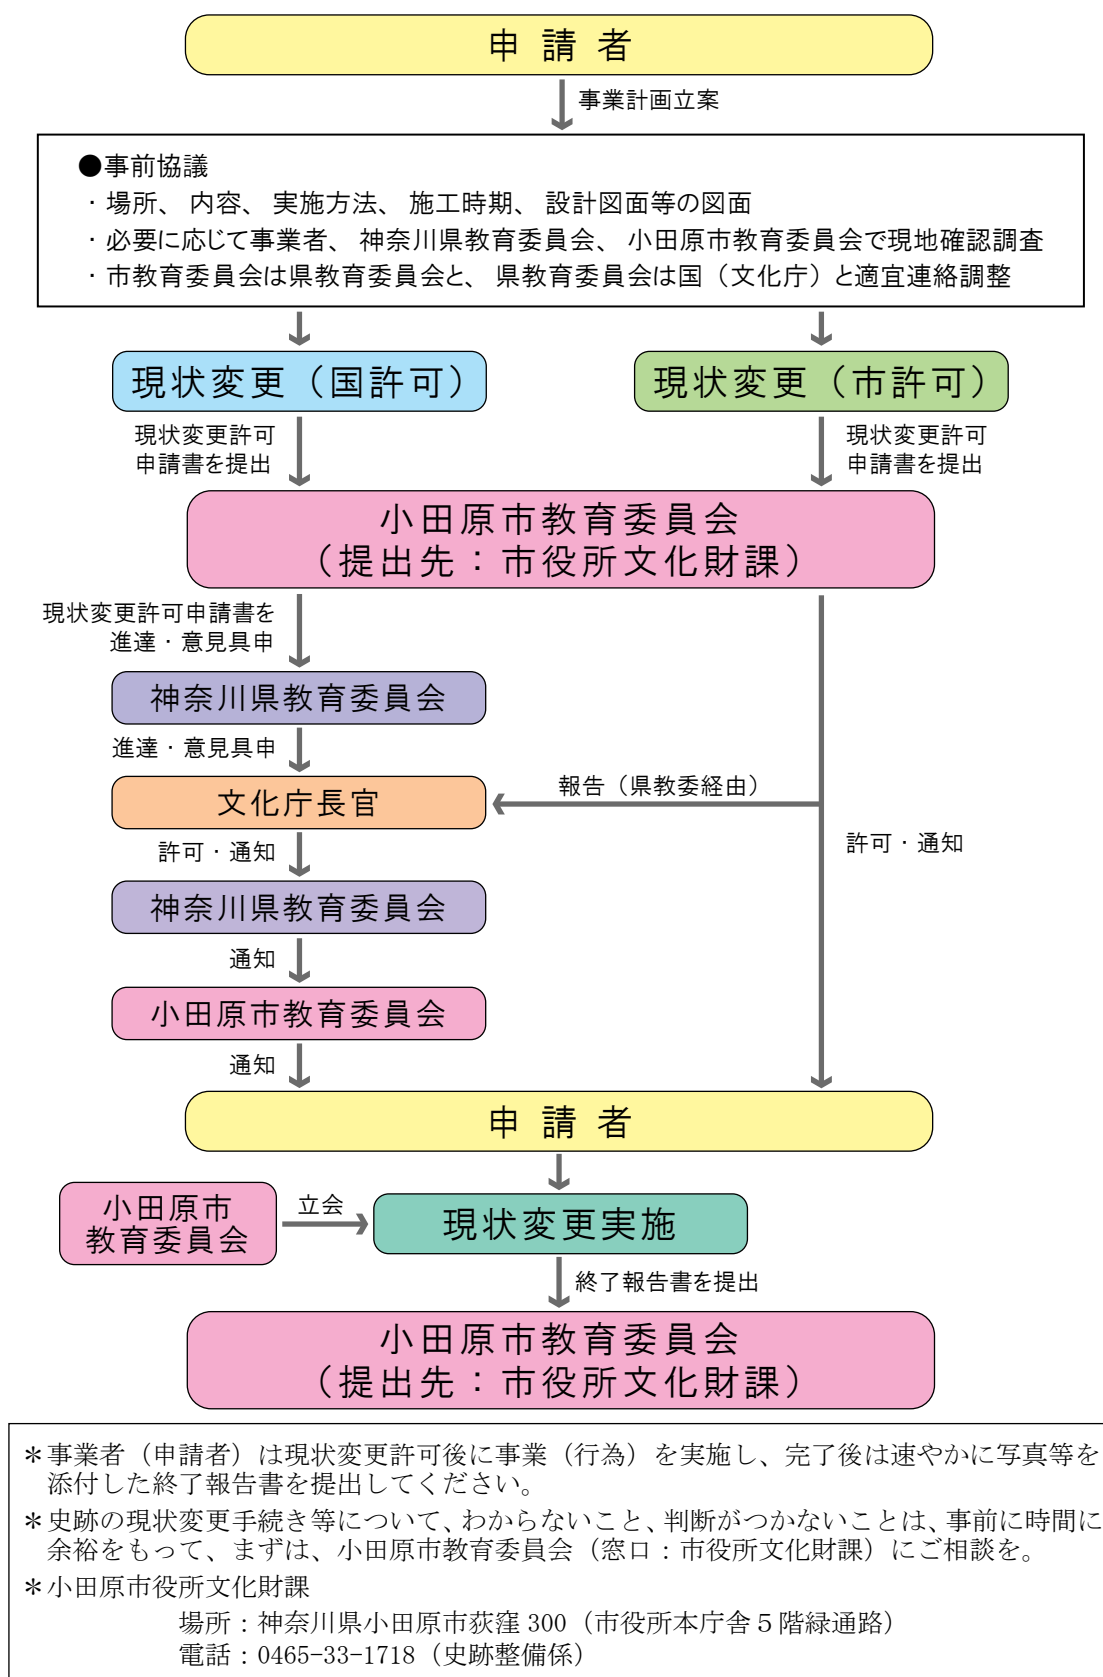 申請者
事業計画立案
●事前協議
・場所、内容、実施方法、施工時期、設計図面等の図面
・必要に応じて事業者、神奈川県教育委員会、小田原市教育委員会で現地確認調査
・市教育委員会は県教育委員会と、県教育委員会は国（文化庁）と適宜連絡調整
現状変更（国許可）
現状変更（市許可）
現状変更許可
申請書を提出
現状変更許可
申請書を提出
小田原市教育委員会
（提出先：市役所文化財課）
現状変更許可申請書を
進達・意見具申
神奈川県教育委員会
進達・意見具申
文化庁長官
報告（県教委経由）
許可・通知
許可・通知
神奈川県教育委員会
通知
小田原市教育委員会
通知
申請者
小田原市
教育委員会
立会
現状変更実施
終了報告書を提出
小田原市教育委員会
（提出先：市役所文化財課）
＊事業者（申請者）は現状変更許可後に事業（行為）を実施し、完了後は速やかに写真等を
添付した終了報告書を提出してください。
＊史跡の現状変更手続き等について、わからないこと、判断がつかないことは、事前に時間に
余裕をもって、まずは、小田原市教育委員会（窓口：市役所文化財課）にご相談を。
＊小田原市役所文化財課
場所：神奈川県小田原市荻窪 300（市役所本庁舎５階緑通路）
電話：0465-33-1718（史跡整備係）